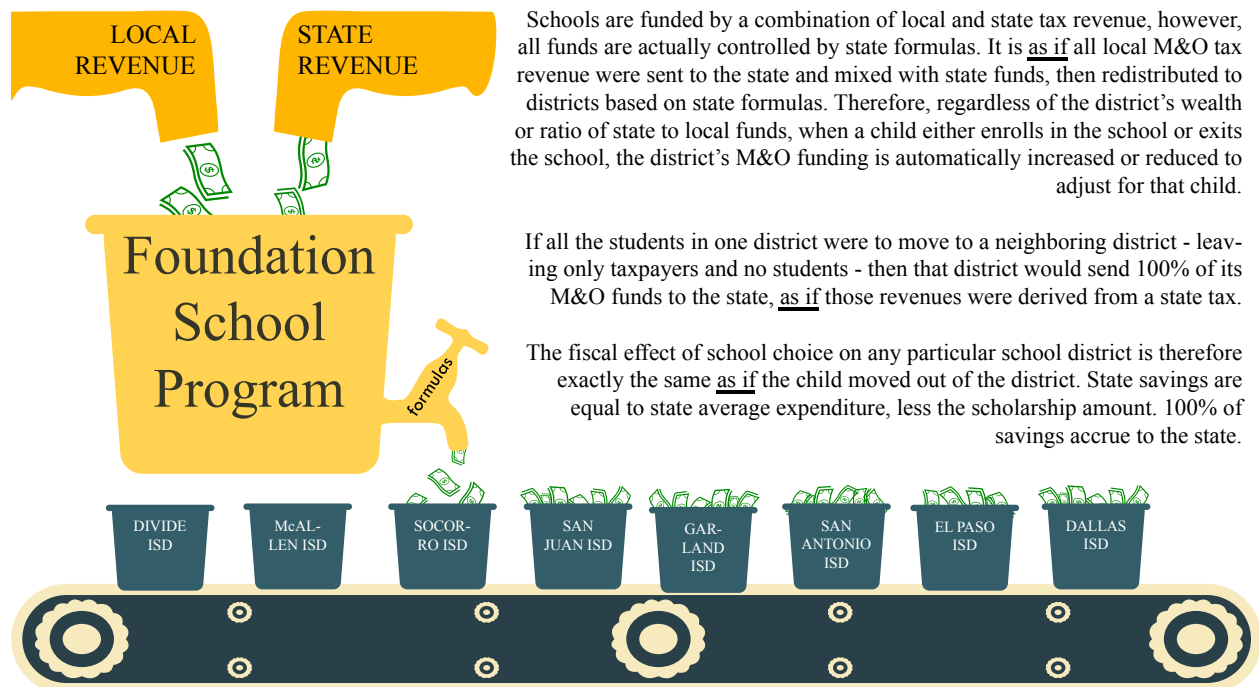 LOCAL
REVENUE
STATE
REVENUE
Schools are funded by a combination of local and state tax revenue, however,
all funds are actually controlled by state formulas. It is as if all local M&O tax
revenue were sent to the state and mixed with state funds, then redistributed to
districts based on state formulas. Therefore, regardless of the district's wealth
or ratio of state to local funds, when a child either enrolls in the school or exits
the school, the district's M&O funding is automatically increased or reduced to
adjust for that child.
If all the students in one district were to move to a neighboring district - leav-
ing only taxpayers and no students - then that district would send 100% of its
M&O funds to the state, as if those revenues were derived from a state tax.
The fiscal effect of school choice on any particular school district is therefore
exactly the same as if the child moved out of the district. State savings are
equal to state average expenditure, less the scholarship amount. 100% of
savings accrue to the state.
Foundation
School
Program
formulas
DIVIDE
ISD
McAL-
LEN ISD
SOCOR-
RO ISD
SAN
JUAN ISD
GAR-
LAND
ISD
SAN
ANTONIO
ISD
EL PASO
ISD
DALLAS
ISD